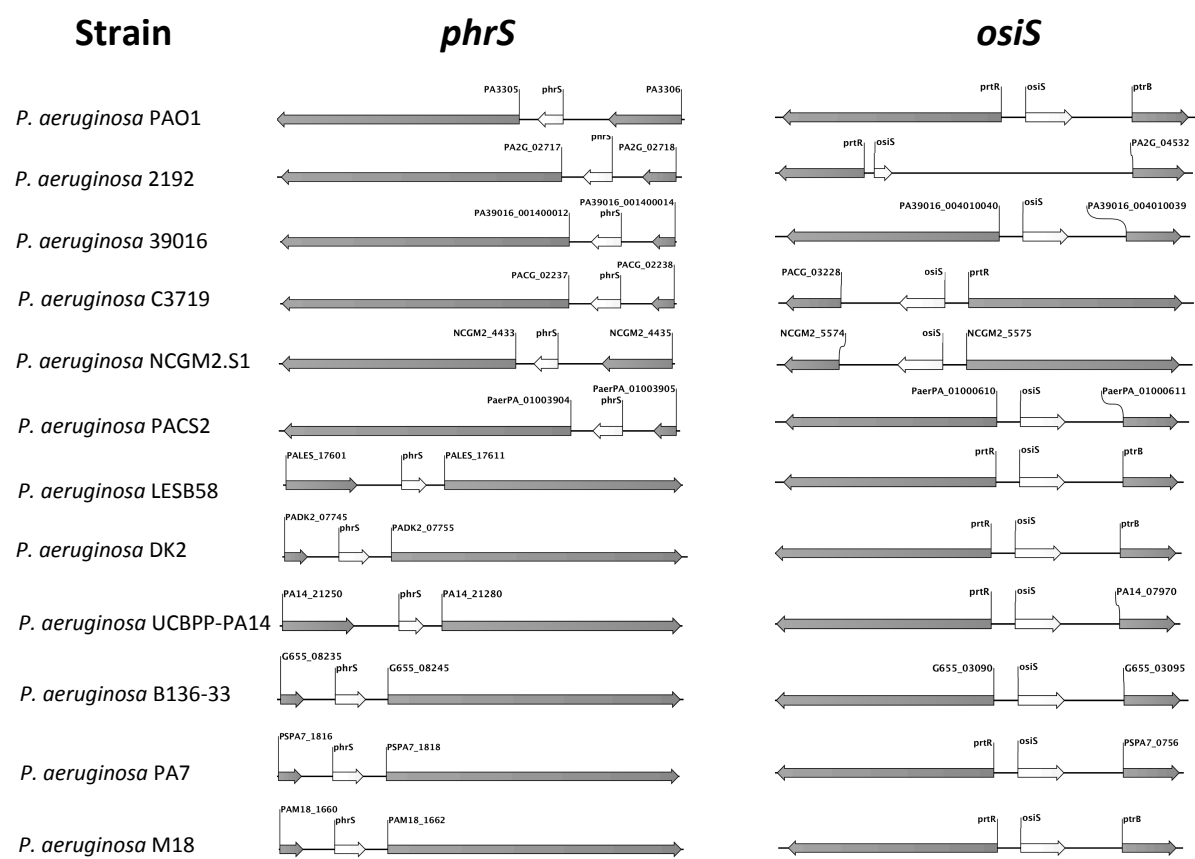 Strain phrS osiS
PA3305 phrS PA3306 prtR osiS ptrB
P. aeruginosa PAO1
phrS prtR osiS PA2G_04532
PA2G_02717 PA2G_02718
P. aeruginosa 2192
PA39016_001400014 PA39016_004010040 osiS PA39016_004010039
PA39016_001400012 phrS
P. aeruginosa 39016
PACG_02238
PACG_02237 phrS PACG_03228 osiS prtR
P. aeruginosa C3719
NCGM2_4433 phrS NCGM2_4435 NCGM2_5574 osiS NCGM2_5575
P. aeruginosa NCGM2.S1
PaerPA_01003905 PaerPA_01000610 osiS PaerPA_01000611
PaerPA_01003904 phrS
P. aeruginosa PACS2
PALES_17601 phrS PALES_17611 prtR osiS ptrB
P. aeruginosa LESB58
PADK2_07745 prtR osiS ptrB
phrS PADK2_07755
P. aeruginosa DK2
PA14_21250 phrS PA14_21280 prtR osiS PA14_07970
P. aeruginosa UCBPP-PA14
G655_08235 phrS G655_08245 G655_03090 osiS G655_03095
P. aeruginosa B136-33
PSPA7_1816 phrS PSPA7_1818 prtR osiS PSPA7_0756
P. aeruginosa PA7
PAM18_1660 phrS PAM18_1662 prtR osiS ptrB
P. aeruginosa M18